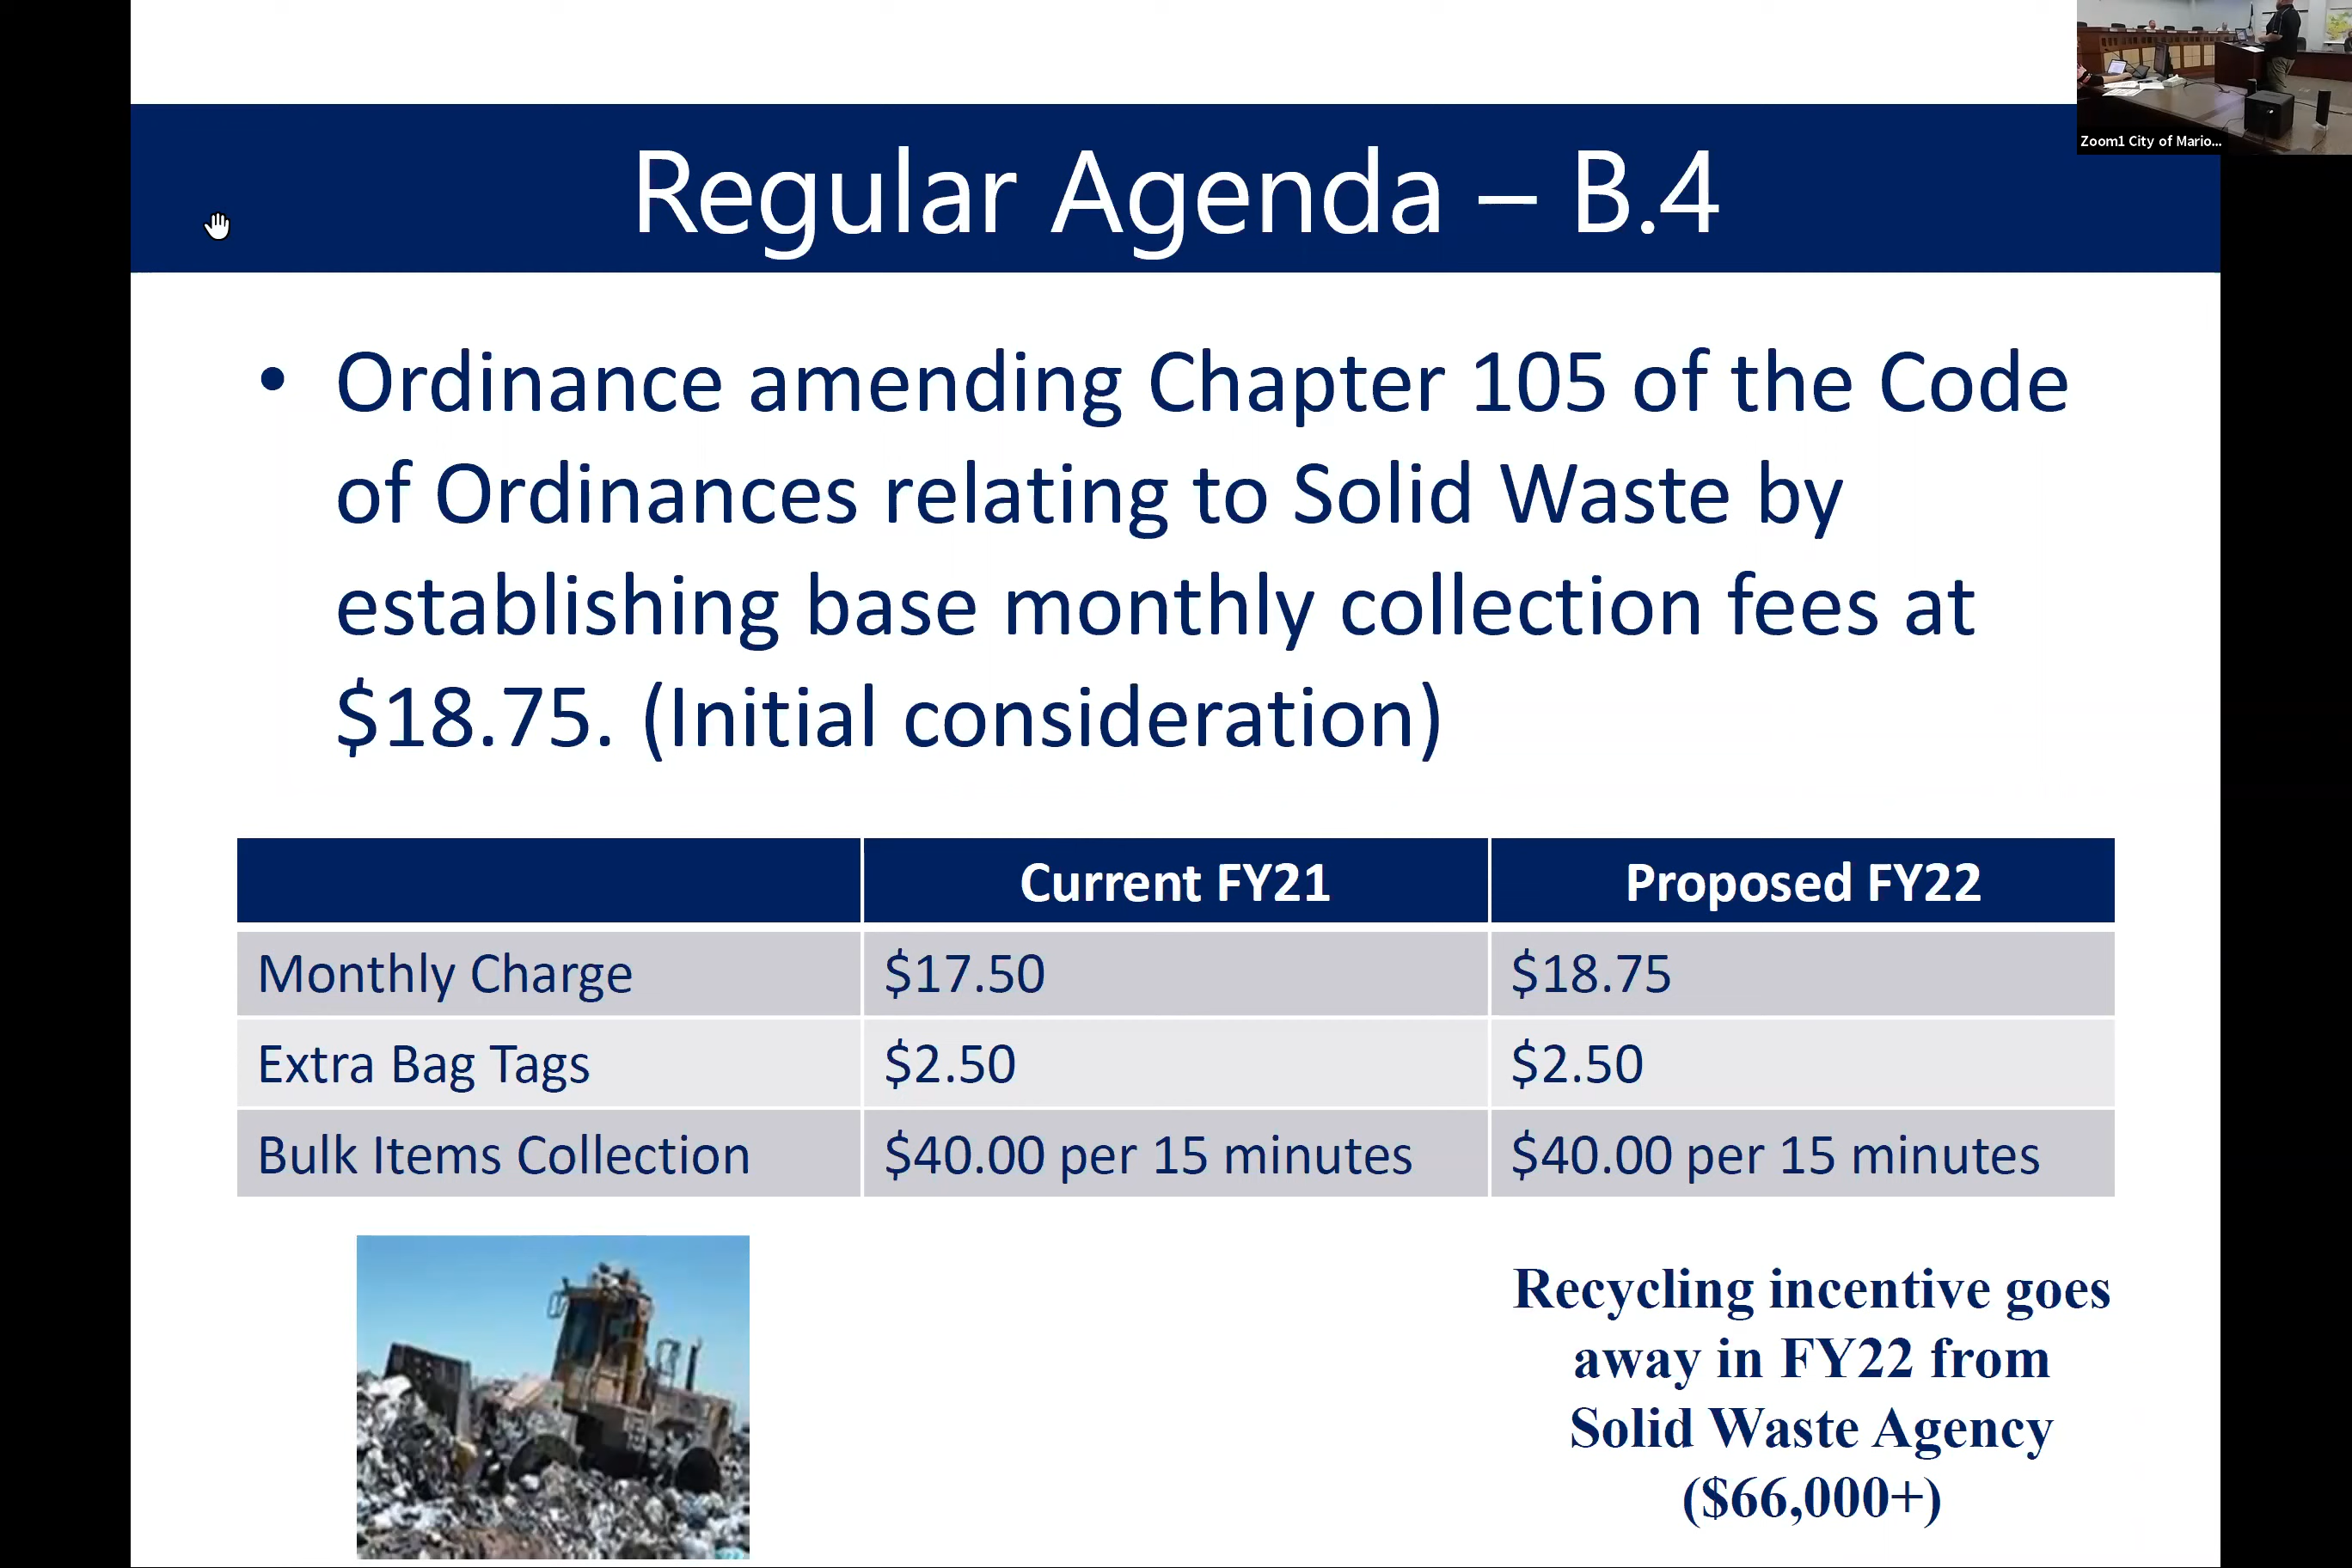 Zoom1 City of Mario...
Regular Agenda – B.4
• Ordinance amending Chapter 105 of the Code
of Ordinances relating to Solid Waste by
establishing base monthly collection fees at
$18.75. (Initial consideration)
Current FY21 Proposed FY22
Monthly Charge $17.50 $18.75
Extra Bag Tags $2.50 $2.50
Bulk Items Collection $40.00 per 15 minutes $40.00 per 15 minutes
Recycling incentive goes
away in FY22 from
Solid Waste Agency
($66,000+)